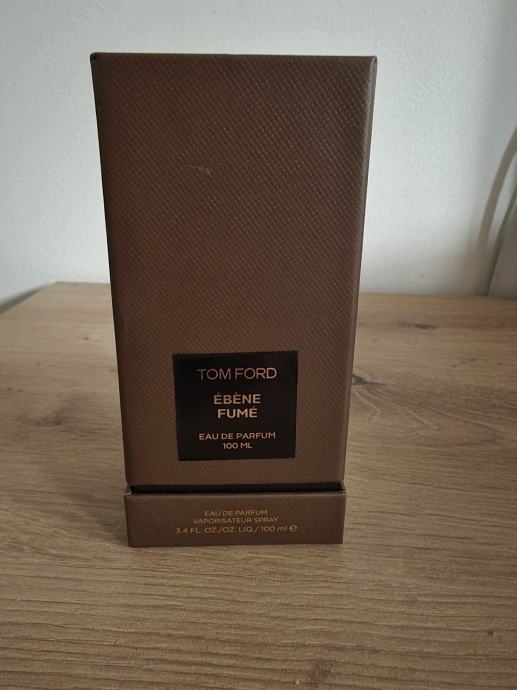 TOM FORD
ÉBÈNE
FUMÉ
EAU DE PARFUM
100 ML
EAU DE PARFUM
VAPORISATEUR SPRAY
3.4 FL. OZ./OZ. LIQ./ 100 ml ℮